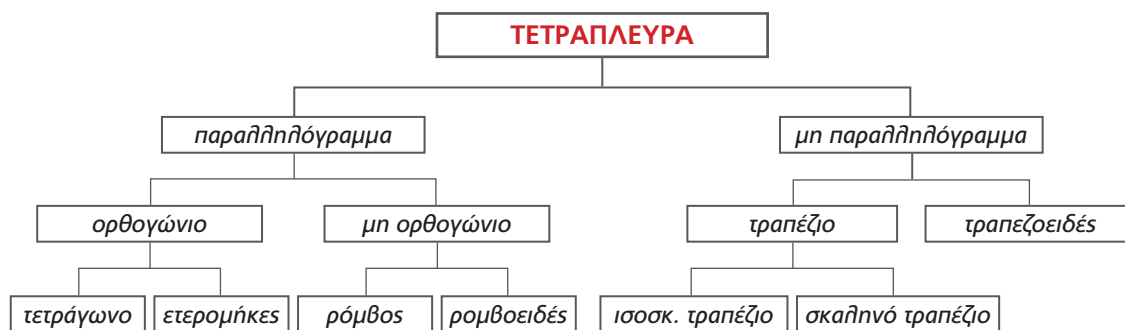 ΤΕΤΡΑΠΛΕΥΡΑ
παραλληλόγραμμα
μη παραλληλόγραμμα
ορθογώνιο
μη ορθογώνιο
τραπέζιο
τραπεζοειδές
τετράγωνο
ετερομήκες
ρόμβος
ρομβοειδές
ισοσκ. τραπέζιο
σκαληνό τραπέζιο